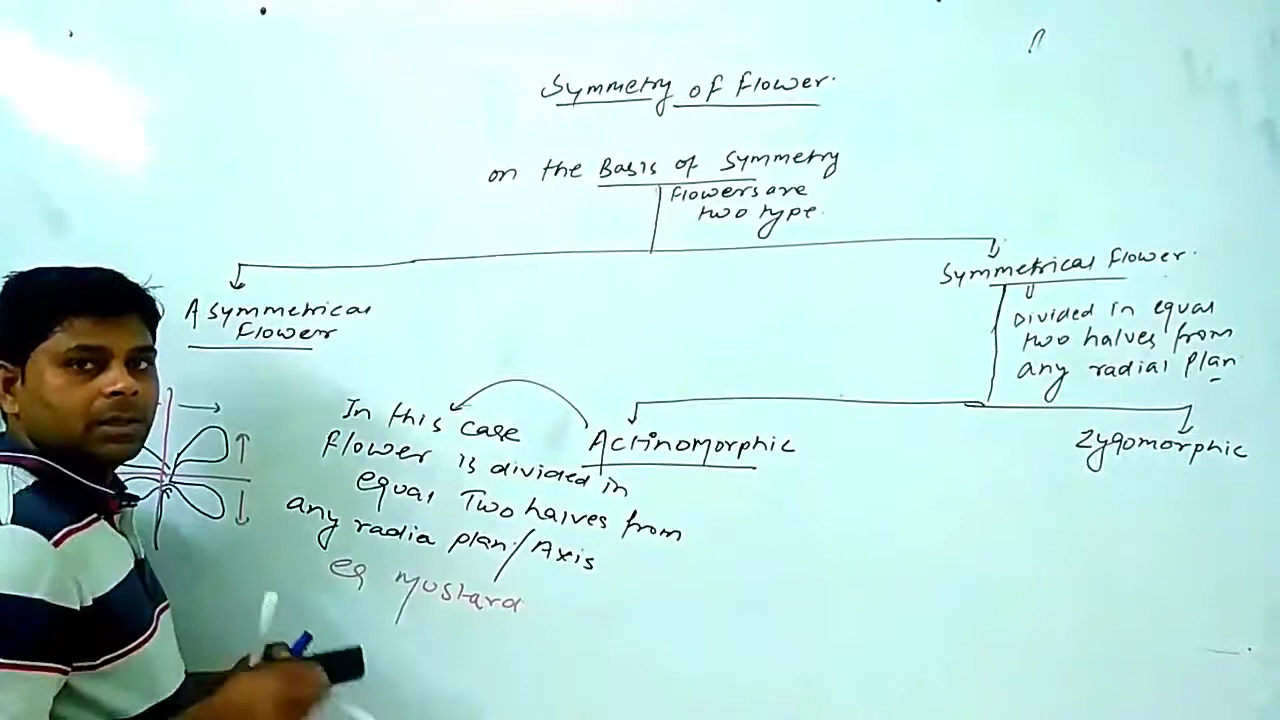 Symmetry of Flower.
on the Basis of Symmetry
Flowers are
two type.
Asymmetrical
Flower
Symmetrical Flower.
Divided in equal
two halves from
any radial plan
Actinomorphic
Zygomorphic
In this case
Flower is divided in
equal Two halves from
any radia plan/Axis
eg mustard